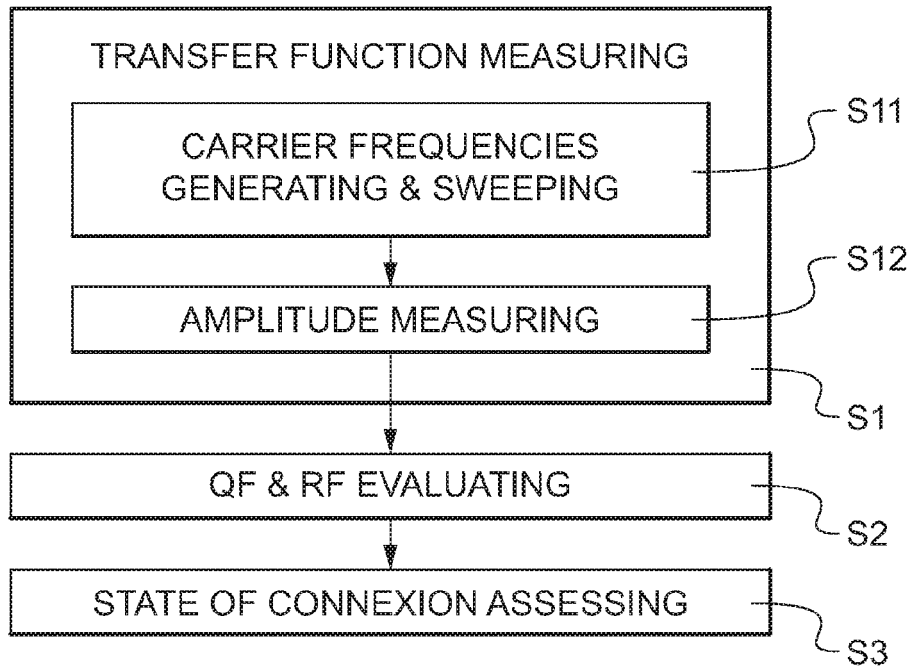 TRANSFER FUNCTION MEASURING
CARRIER FREQUENCIES
GENERATING & SWEEPING
S11
AMPLITUDE MEASURING
S12
S1
QF & RF EVALUATING
S2
STATE OF CONNEXION ASSESSING
S3